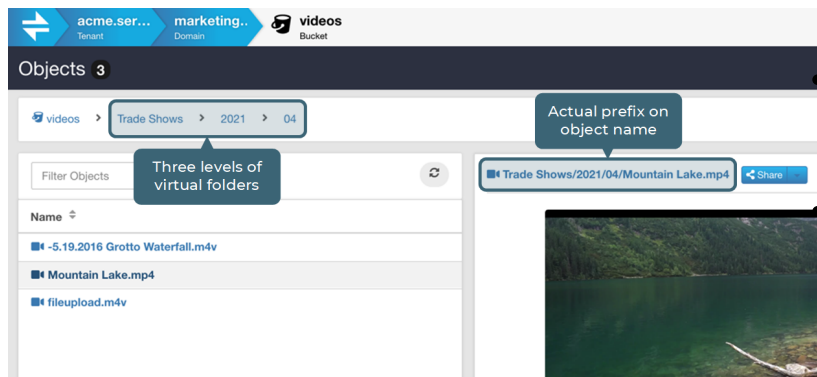 acme.ser... marketing.. videos
Tenant Domain Bucket
Objects 3
videos > Trade Shows > 2021 > 04
Actual prefix on
object name
Three levels of
virtual folders
Filter Objects
Trade Shows/2021/04/Mountain Lake.mp4 Share
Name
-5.19.2016 Grotto Waterfall.m4v
Mountain Lake.mp4
fileupload.m4v